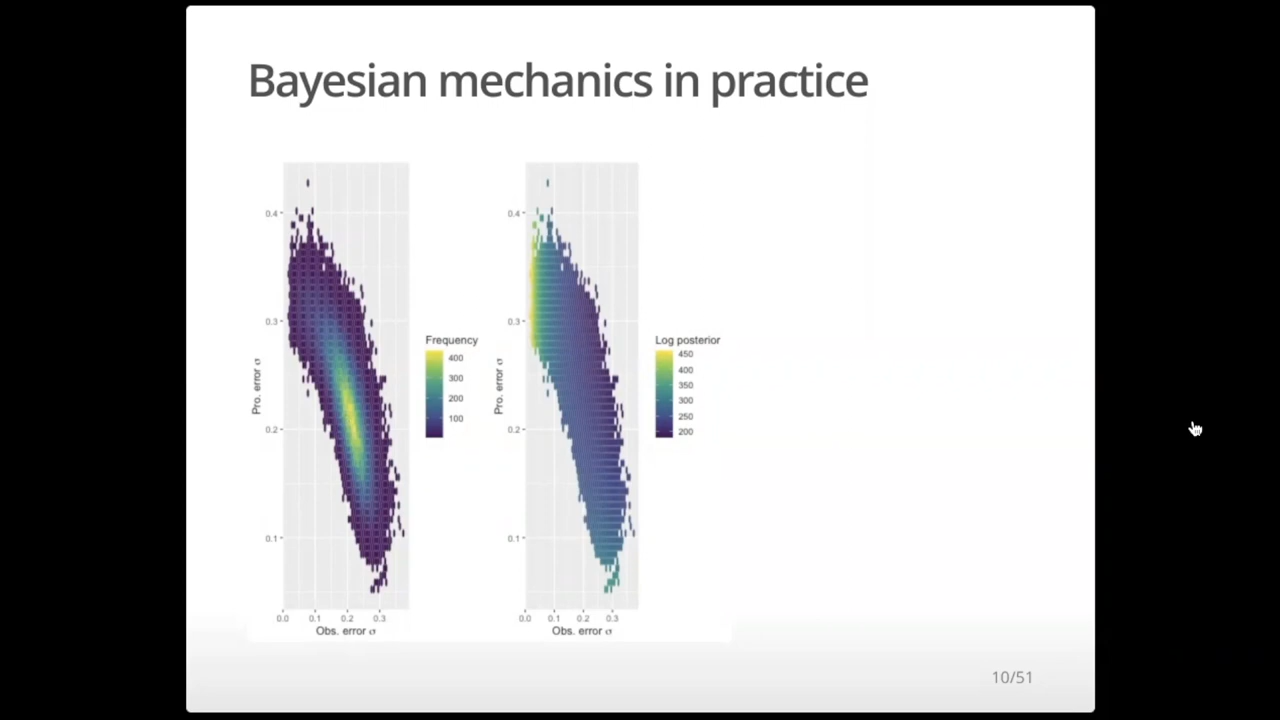 Bayesian mechanics in practice
0.4
0.3
0.2
0.1
Pro. error σ
0.0 0.1 0.2 0.3
Obs. error σ
Frequency
400
300
200
100
0.4
0.3
0.2
0.1
Pro. error σ
0.0 0.1 0.2 0.3
Obs. error σ
Log posterior
450
400
350
300
250
200
10/51